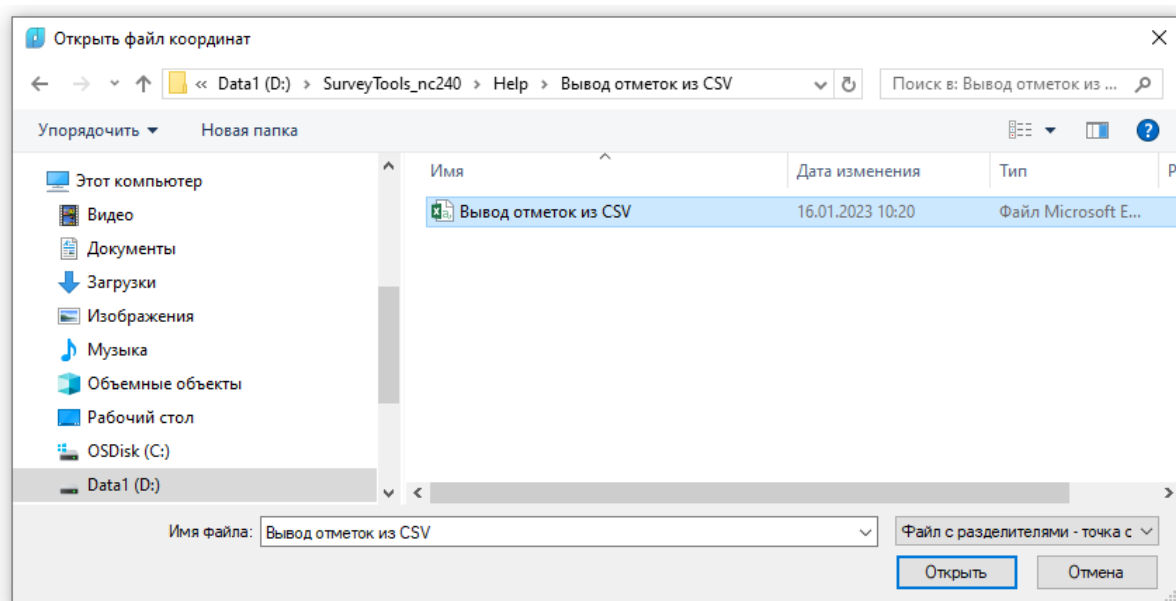 Открыть файл координат
« Data1 (D:) › SurveyTools_nc240 › Help › Вывод отметок из CSV
Поиск в: Вывод отметок из ...
Упорядочить
Новая папка
Имя
Дата изменения
Тип
Р
Этот компьютер
Вывод отметок из CSV
16.01.2023 10:20
Файл Microsoft E...
Видео
Документы
Загрузки
Изображения
Музыка
Объемные объекты
Рабочий стол
OSDisk (C:)
Data1 (D:)
Имя файла:
Вывод отметок из CSV
Файл с разделителями - точка с
Открыть
Отмена